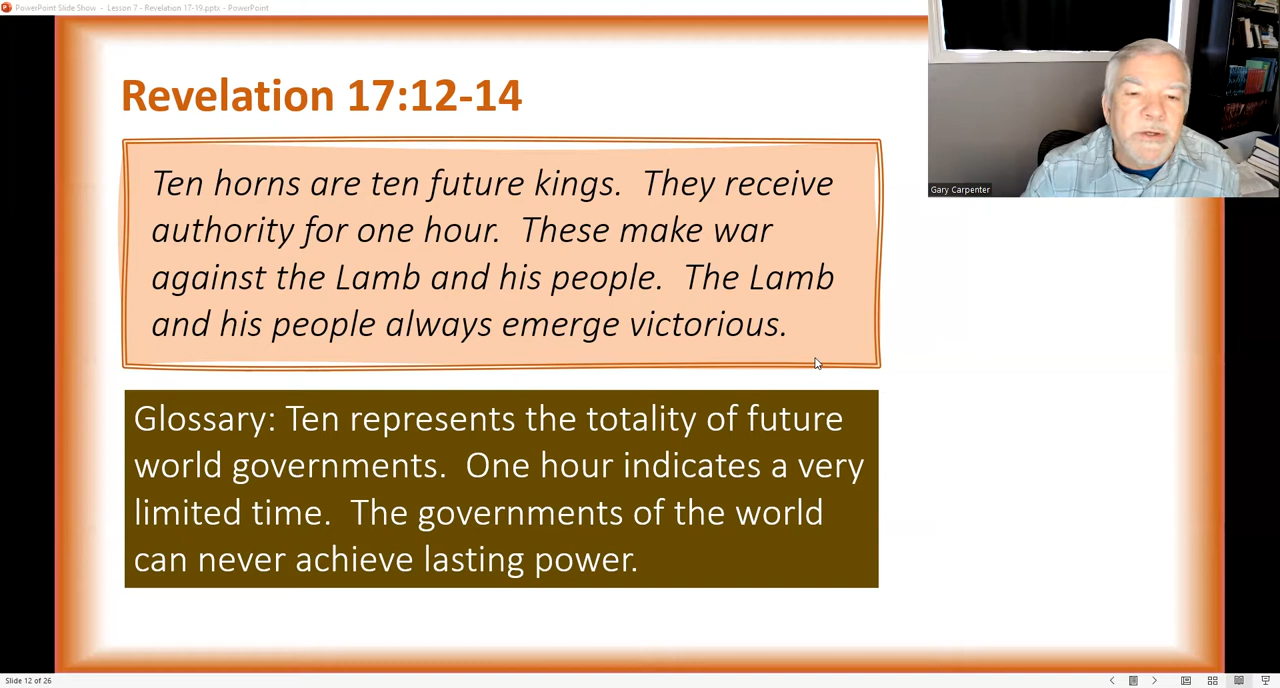 PowerPoint Slide Show - Lesson 7 - Revelation 17-19.pptx - PowerPoint
Revelation 17:12-14
Ten horns are ten future kings. They receive
authority for one hour. These make war
against the Lamb and his people. The Lamb
and his people always emerge victorious.
Gary Carpenter
Glossary: Ten represents the totality of future
world governments. One hour indicates a very
limited time. The governments of the world
can never achieve lasting power.
Slide 12 of 26